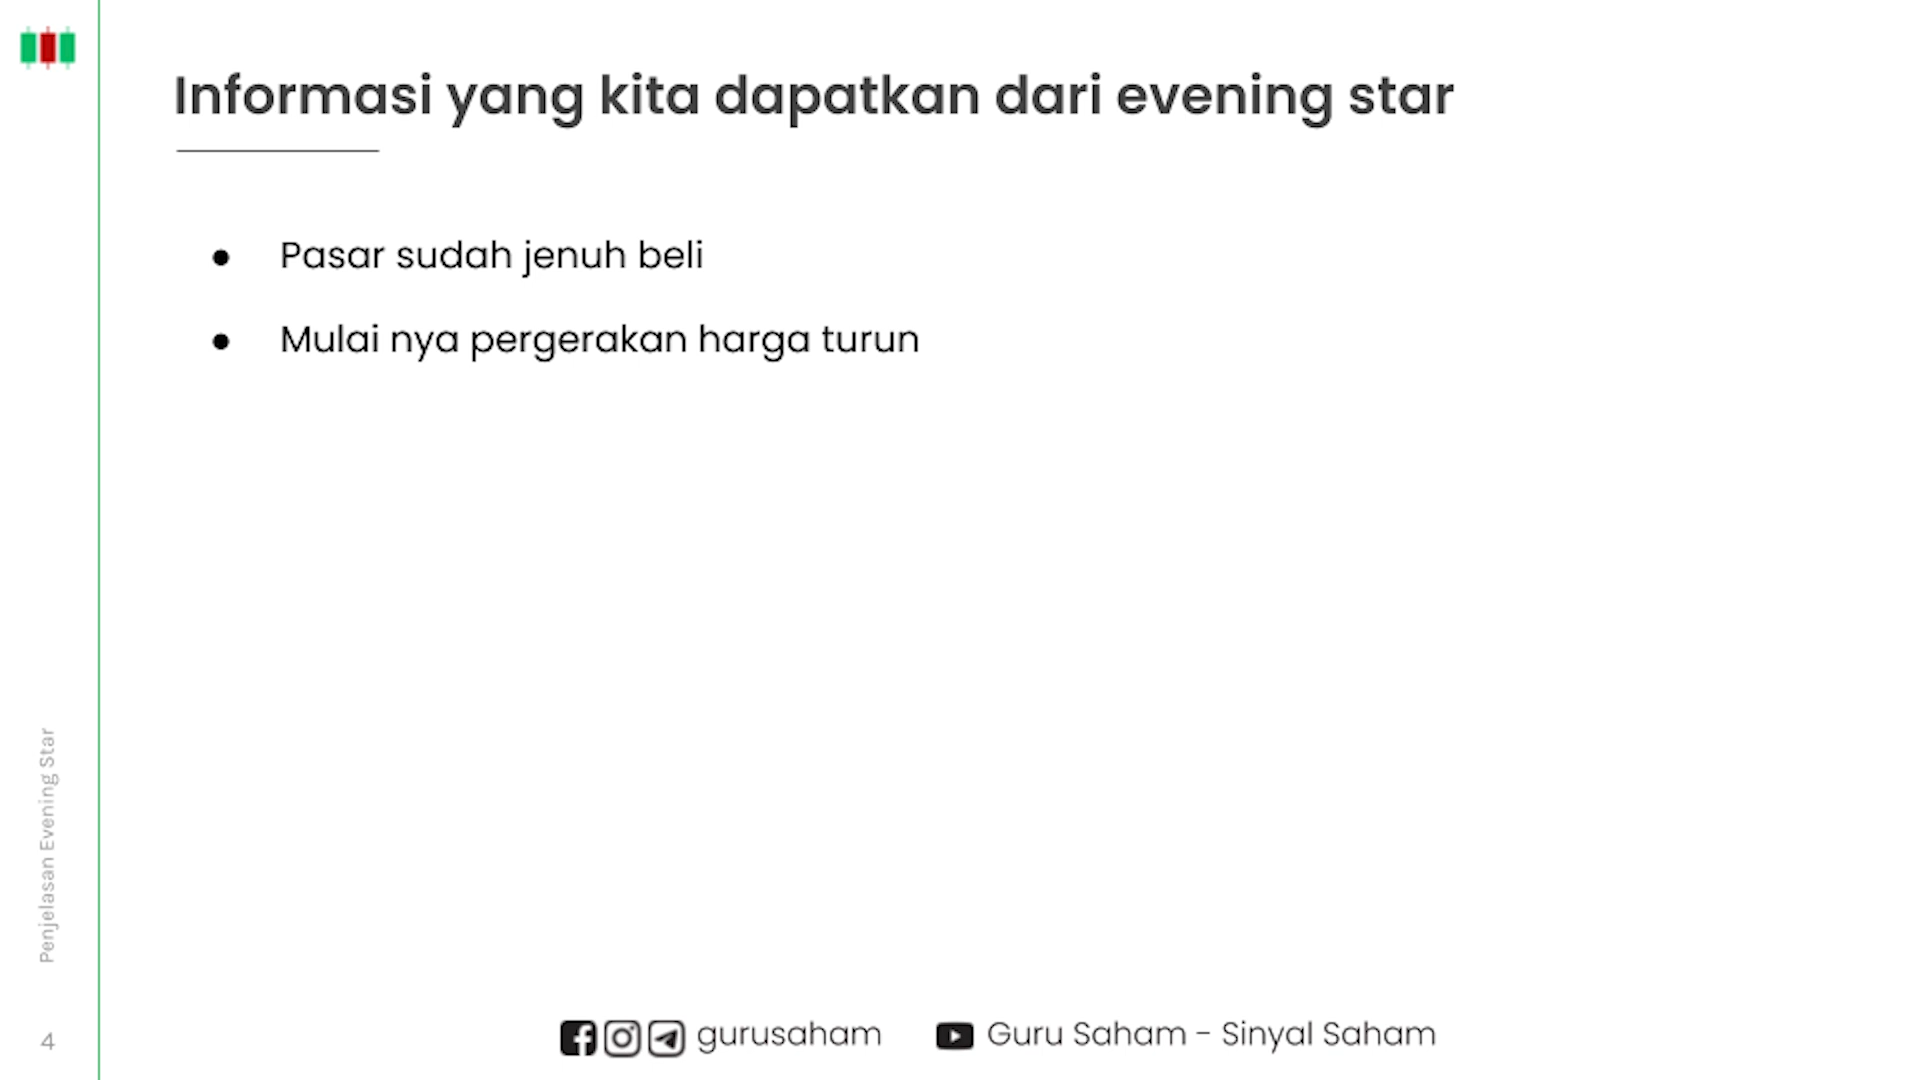 Informasi yang kita dapatkan dari evening star
● Pasar sudah jenuh beli
● Mulai nya pergerakan harga turun
Penjelasan Evening Star
4
gurusaham
Guru Saham - Sinyal Saham